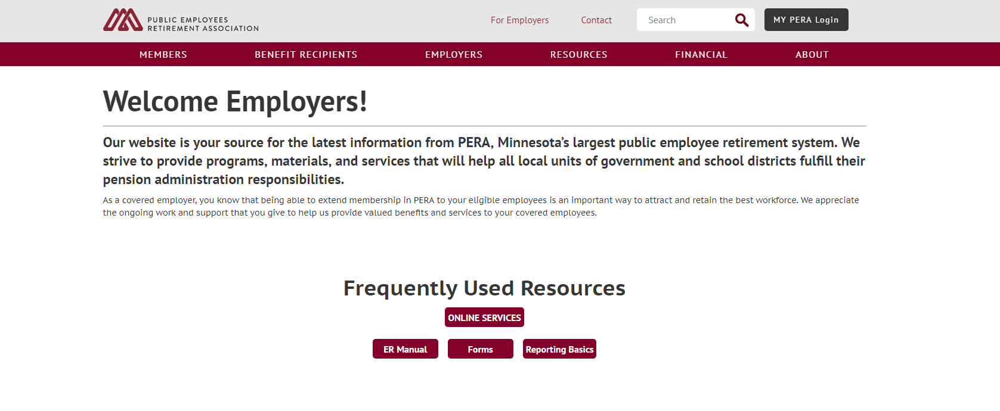 PUBLIC EMPLOYEES
RETIREMENT ASSOCIATION
For Employers
Contact
Search
MY PERA Login
MEMBERS
BENEFIT RECIPIENTS
EMPLOYERS
RESOURCES
FINANCIAL
ABOUT
Welcome Employers!
Our website is your source for the latest information from PERA, Minnesota’s largest public employee retirement system. We
strive to provide programs, materials, and services that will help all local units of government and school districts fulfill their
pension administration responsibilities.
As a covered employer, you know that being able to extend membership in PERA to your eligible employees is an important way to attract and retain the best workforce. We appreciate
the ongoing work and support that you give to help us provide valued benefits and services to your covered employees.
Frequently Used Resources
ONLINE SERVICES
ER Manual
Forms
Reporting Basics